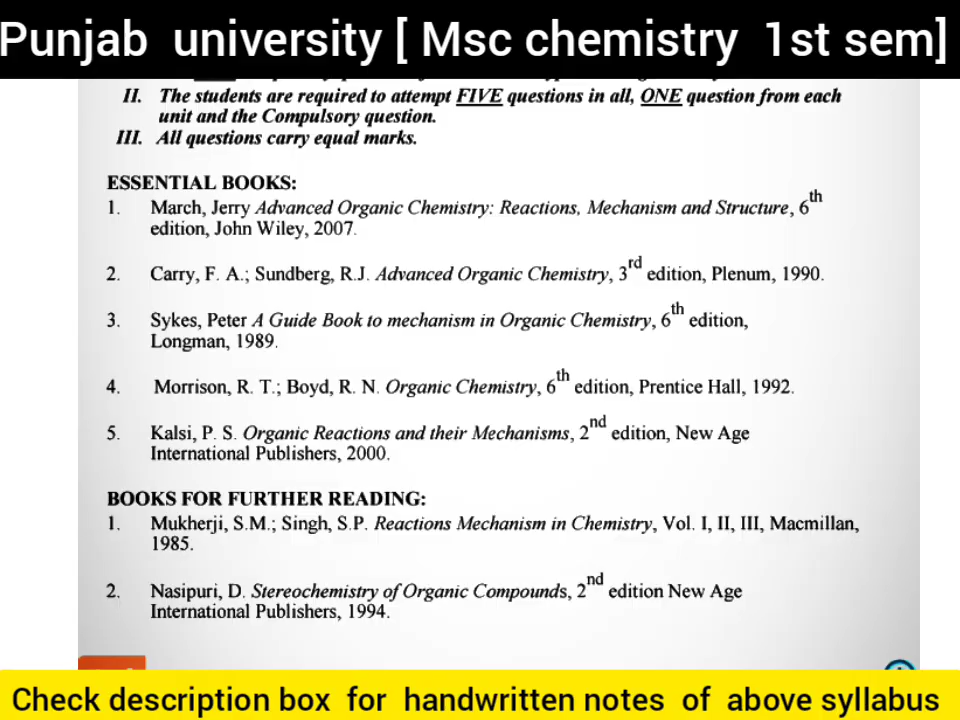 Punjab university [ Msc chemistry 1st sem]
II. The students are required to attempt FIVE questions in all, ONE question from each
unit and the Compulsory question.
III. All questions carry equal marks.
ESSENTIAL BOOKS:
1. March, Jerry Advanced Organic Chemistry: Reactions, Mechanism and Structure, 6th
edition, John Wiley, 2007.
2. Carry, F. A.; Sundberg, R.J. Advanced Organic Chemistry, 3rd edition, Plenum, 1990.
3. Sykes, Peter A Guide Book to mechanism in Organic Chemistry, 6th edition,
Longman, 1989.
4. Morrison, R. T.; Boyd, R. N. Organic Chemistry, 6th edition, Prentice Hall, 1992.
5. Kalsi, P. S. Organic Reactions and their Mechanisms, 2nd edition, New Age
International Publishers, 2000.
BOOKS FOR FURTHER READING:
1. Mukherji, S.M.; Singh, S.P. Reactions Mechanism in Chemistry, Vol. I, II, III, Macmillan,
1985.
2. Nasipuri, D. Stereochemistry of Organic Compounds, 2nd edition New Age
International Publishers, 1994.
Check description box for handwritten notes of above syllabus